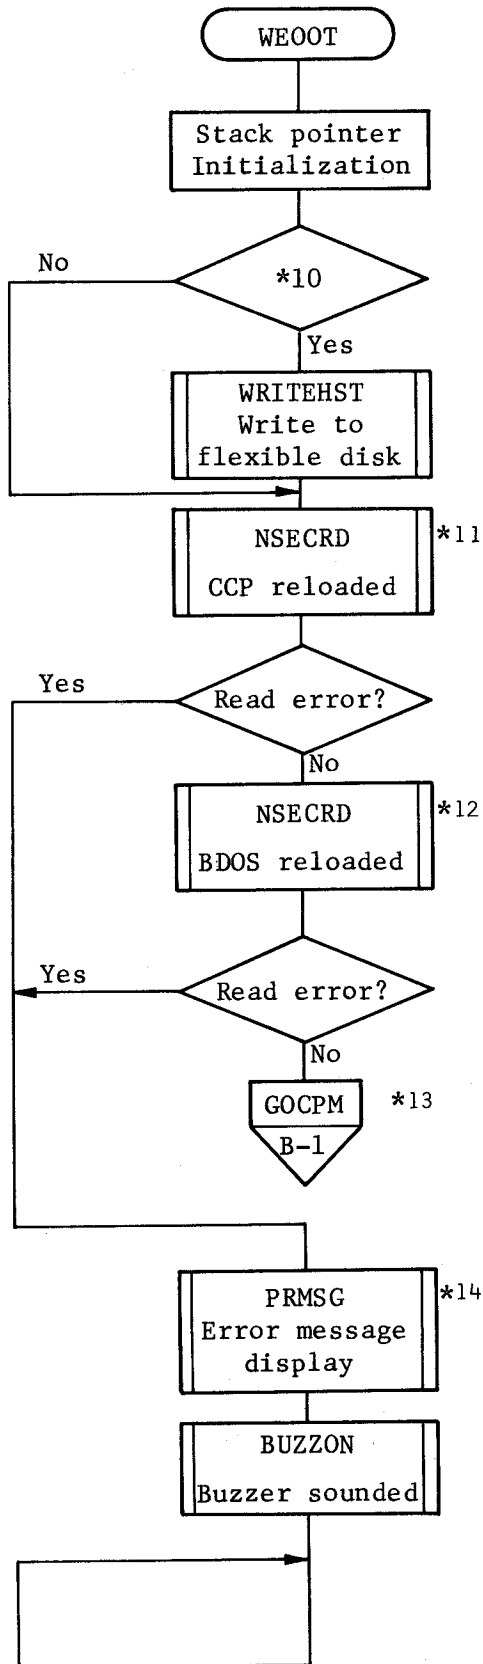 WEOOT
Stack pointer
Initialization
No
*10
Yes
WRITEHST
Write to
flexible disk
NSECRD
*11
CCP reloaded
Yes
Read error?
No
NSECRD
*12
BDOS reloaded
Yes
Read error?
No
GOCPM
*13
B-1
PRMSG
*14
Error message
display
BUZZON
Buzzer sounded